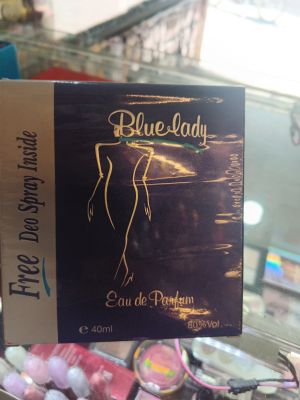 Free Deo Spray Inside
Blue lady
Eau de Parfum
e 40ml
80%Vol